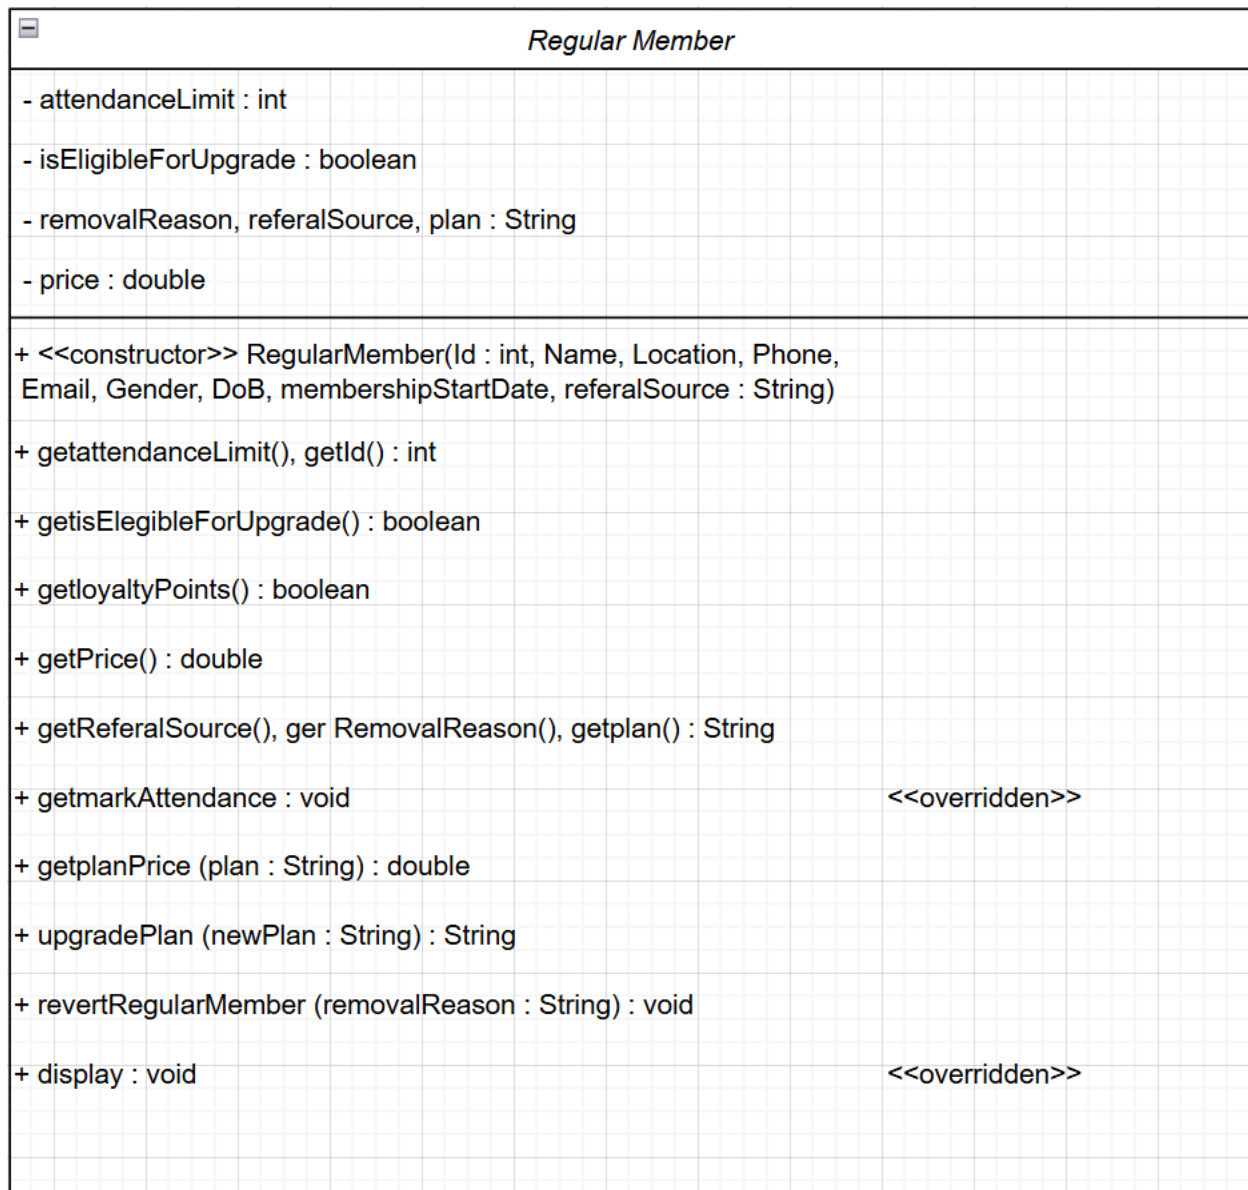 Regular Member
- attendanceLimit : int
- isEligibleForUpgrade : boolean
- removalReason, referalSource, plan : String
- price : double
+ <<constructor>> RegularMember(Id : int, Name, Location, Phone,
Email, Gender, DoB, membershipStartDate, referalSource : String)
+ getattendanceLimit(), getId() : int
+ getisElegibleForUpgrade() : boolean
+ getloyaltyPoints() : boolean
+ getPrice() : double
+ getReferalSource(), ger RemovalReason(), getplan() : String
+ getmarkAttendance : void <<overridden>>
+ getplanPrice (plan : String) : double
+ upgradePlan (newPlan : String) : String
+ revertRegularMember (removalReason : String) : void
+ display : void <<overridden>>